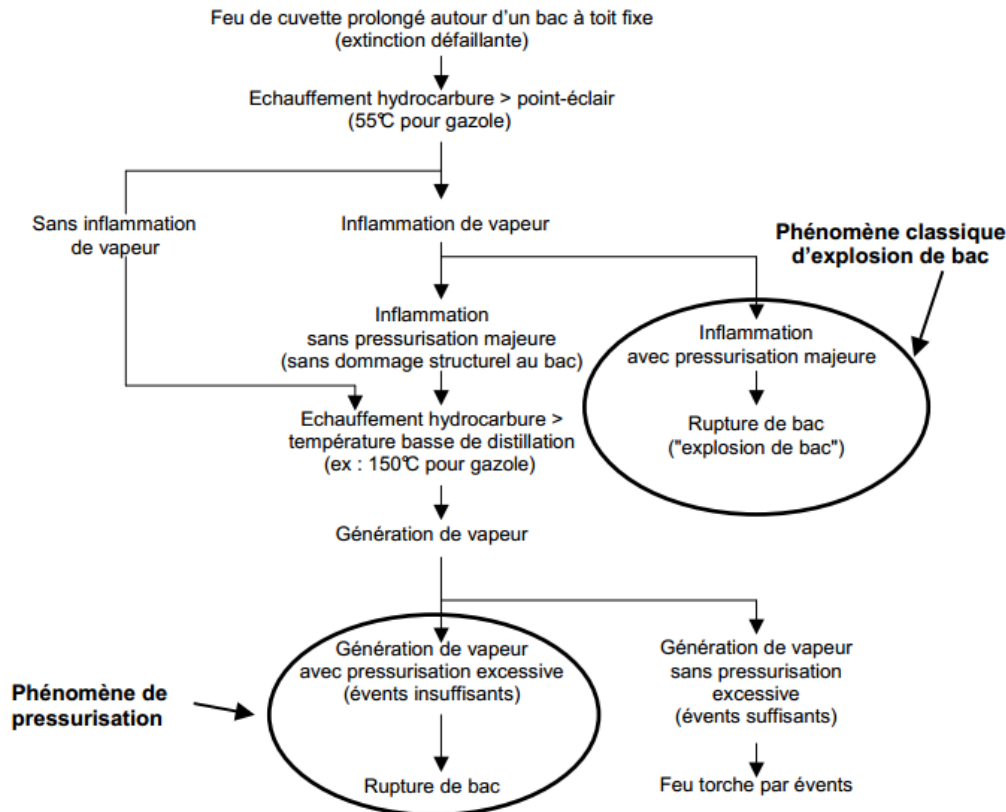 Feu de cuvette prolongé autour d'un bac à toit fixe
(extinction défaillante)
Echauffement hydrocarbure > point-éclair
(55℃ pour gazole)
Sans inflammation
de vapeur
Inflammation de vapeur
Phénomène classique
d'explosion de bac
Inflammation
sans pressurisation majeure
(sans dommage structurel au bac)
Inflammation
avec pressurisation majeure
Rupture de bac
("explosion de bac")
Echauffement hydrocarbure >
température basse de distillation
(ex : 150℃ pour gazole)
Génération de vapeur
Génération de vapeur
avec pressurisation excessive
(évents insuffisants)
Génération de vapeur
sans pressurisation
excessive
(évents suffisants)
Phénomène de
pressurisation
Rupture de bac
Feu torche par évents